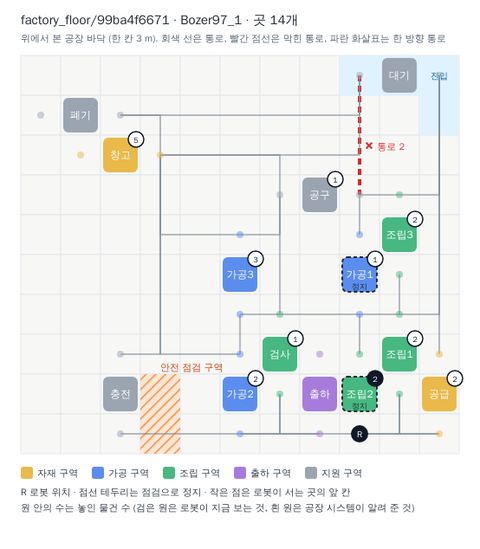 factory_floor/99ba4f6671 · Bozer97_1 · 곳 14개
위에서 본 공장 바닥 (한 칸 3 m). 회색 선은 통로, 빨간 점선은 막힌 통로, 파란 화살표는 한 방향 통로
대기
폐기
5
창고
✖ 통로 2
1
공구
2
조립3
3
가공3
1
가공1
정지
1
검사
2
조립1
안전 점검 구역
충전
2
가공2
출하
2
조립2
정지
2
공급
R
자재 구역
가공 구역
조립 구역
출하 구역
지원 구역
R 로봇 위치 · 점선 테두리는 점검으로 정지 · 작은 점은 로봇이 서는 곳의 앞 칸
원 안의 수는 놓인 물건 수 (검은 원은 로봇이 지금 보는 것, 흰 원은 공장 시스템이 알려 준 것)